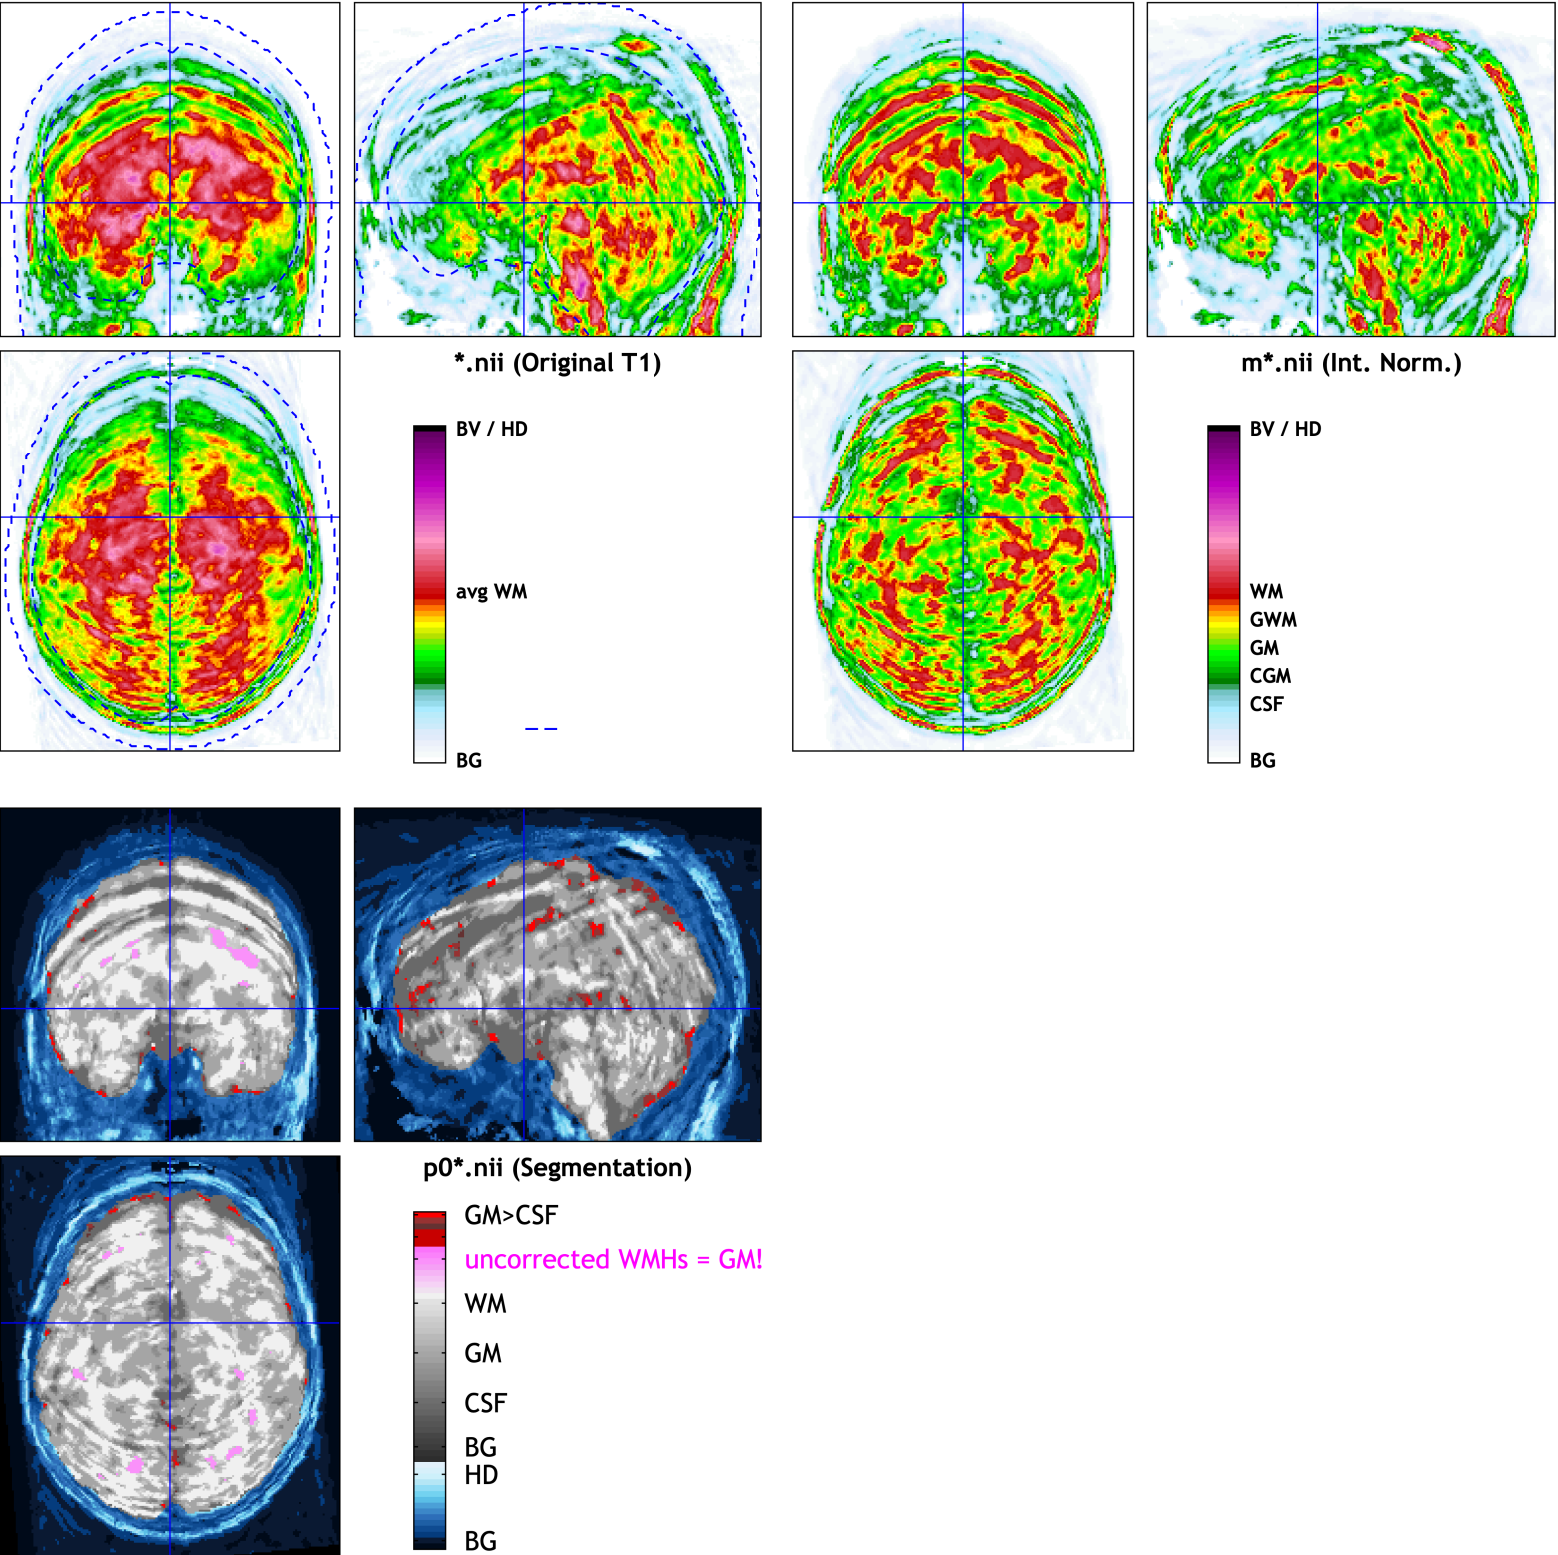 *.nii (Original T1)
BV / HD
avg WM
BG
m*.nii (Int. Norm.)
BV / HD
WM
GWM
GM
CGM
CSF
BG
p0*.nii (Segmentation)
GM>CSF
uncorrected WMHs = GM!
WM
GM
CSF
BG
HD
BG